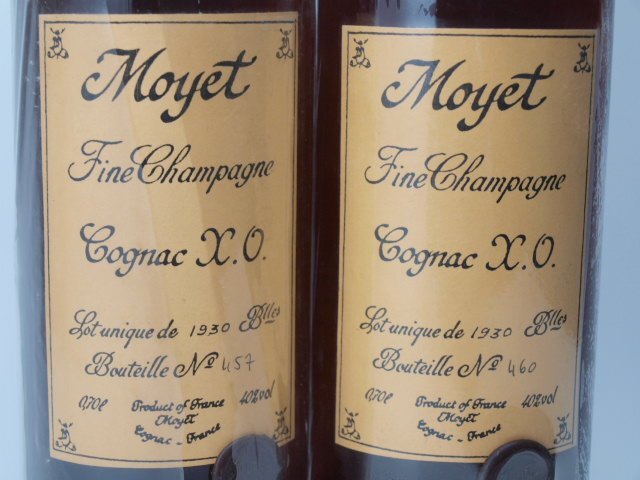 Moyet
Fine Champagne
Cognac X.O.
Lot unique de 1930 Blles
Bouteille No 457
0,70l Product of France 40%vol
Moyet
Cognac - France
Moyet
Fine Champagne
Cognac X.O.
Lot unique de 1930 Blles
Bouteille No 460
0,70l Product of France 40%vol
Moyet
Cognac - France